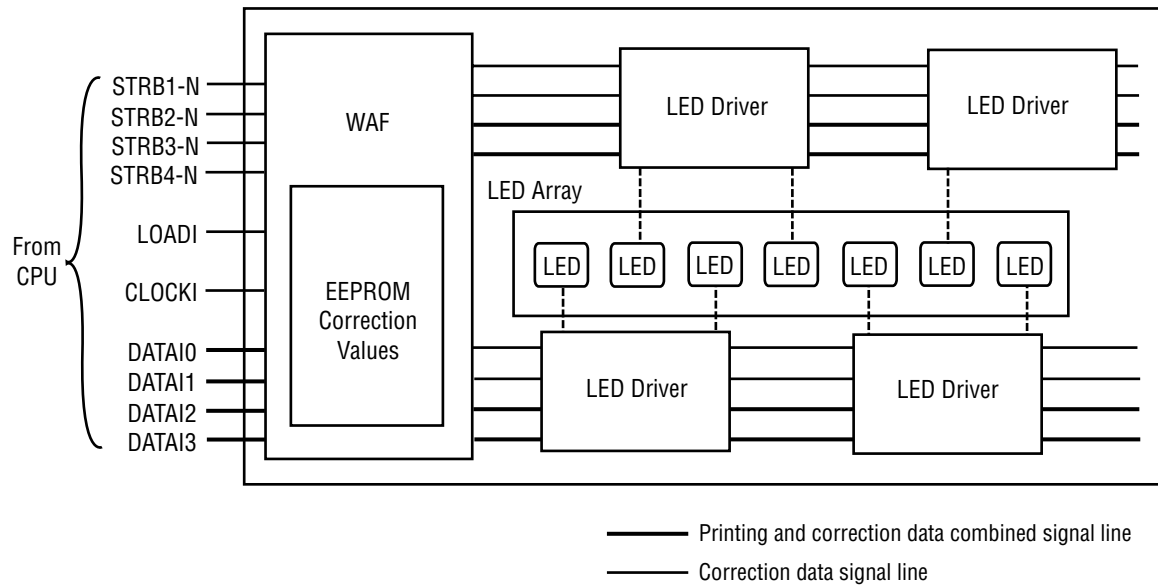 From
CPU
STRB1-N
STRB2-N
STRB3-N
STRB4-N
LOADI
CLOCKI
DATAI0
DATAI1
DATAI2
DATAI3
WAF
EEPROM
Correction
Values
LED Driver
LED Driver
LED Array
LED
LED
LED
LED
LED
LED
LED
LED Driver
LED Driver
Printing and correction data combined signal line
Correction data signal line